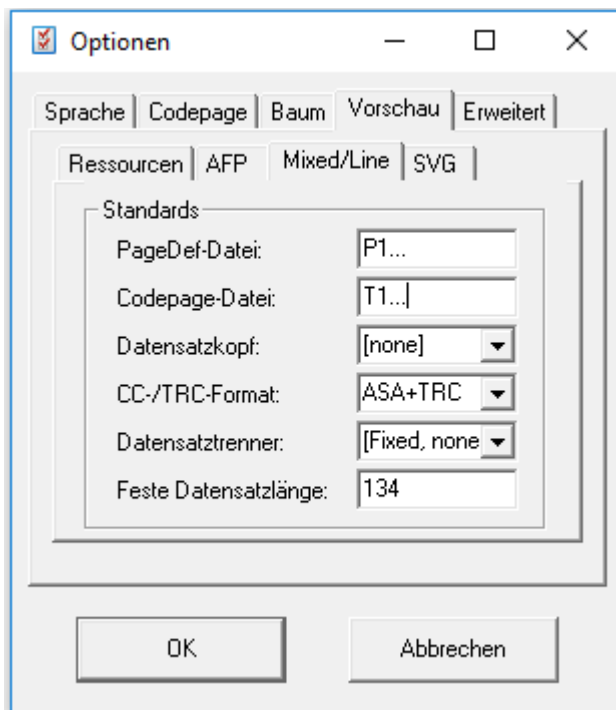 Optionen
Sprache Codepage Baum Vorschau Erweitert
Ressourcen AFP Mixed/Line SVG
Standards
PageDef-Datei: P1...
Codepage-Datei: T1...
Datensatzkopf: [none]
CC-/TRC-Format: ASA+TRC
Datensatztrenner: [Fixed, none
Feste Datensatzlänge: 134
OK Abbrechen